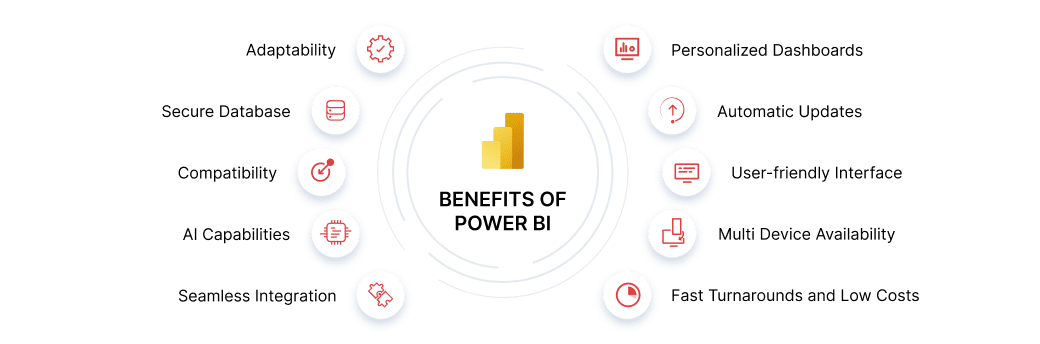 Adaptability
Secure Database
Compatibility
AI Capabilities
Seamless Integration
BENEFITS OF
POWER BI
Personalized Dashboards
Automatic Updates
User-friendly Interface
Multi Device Availability
Fast Turnarounds and Low Costs